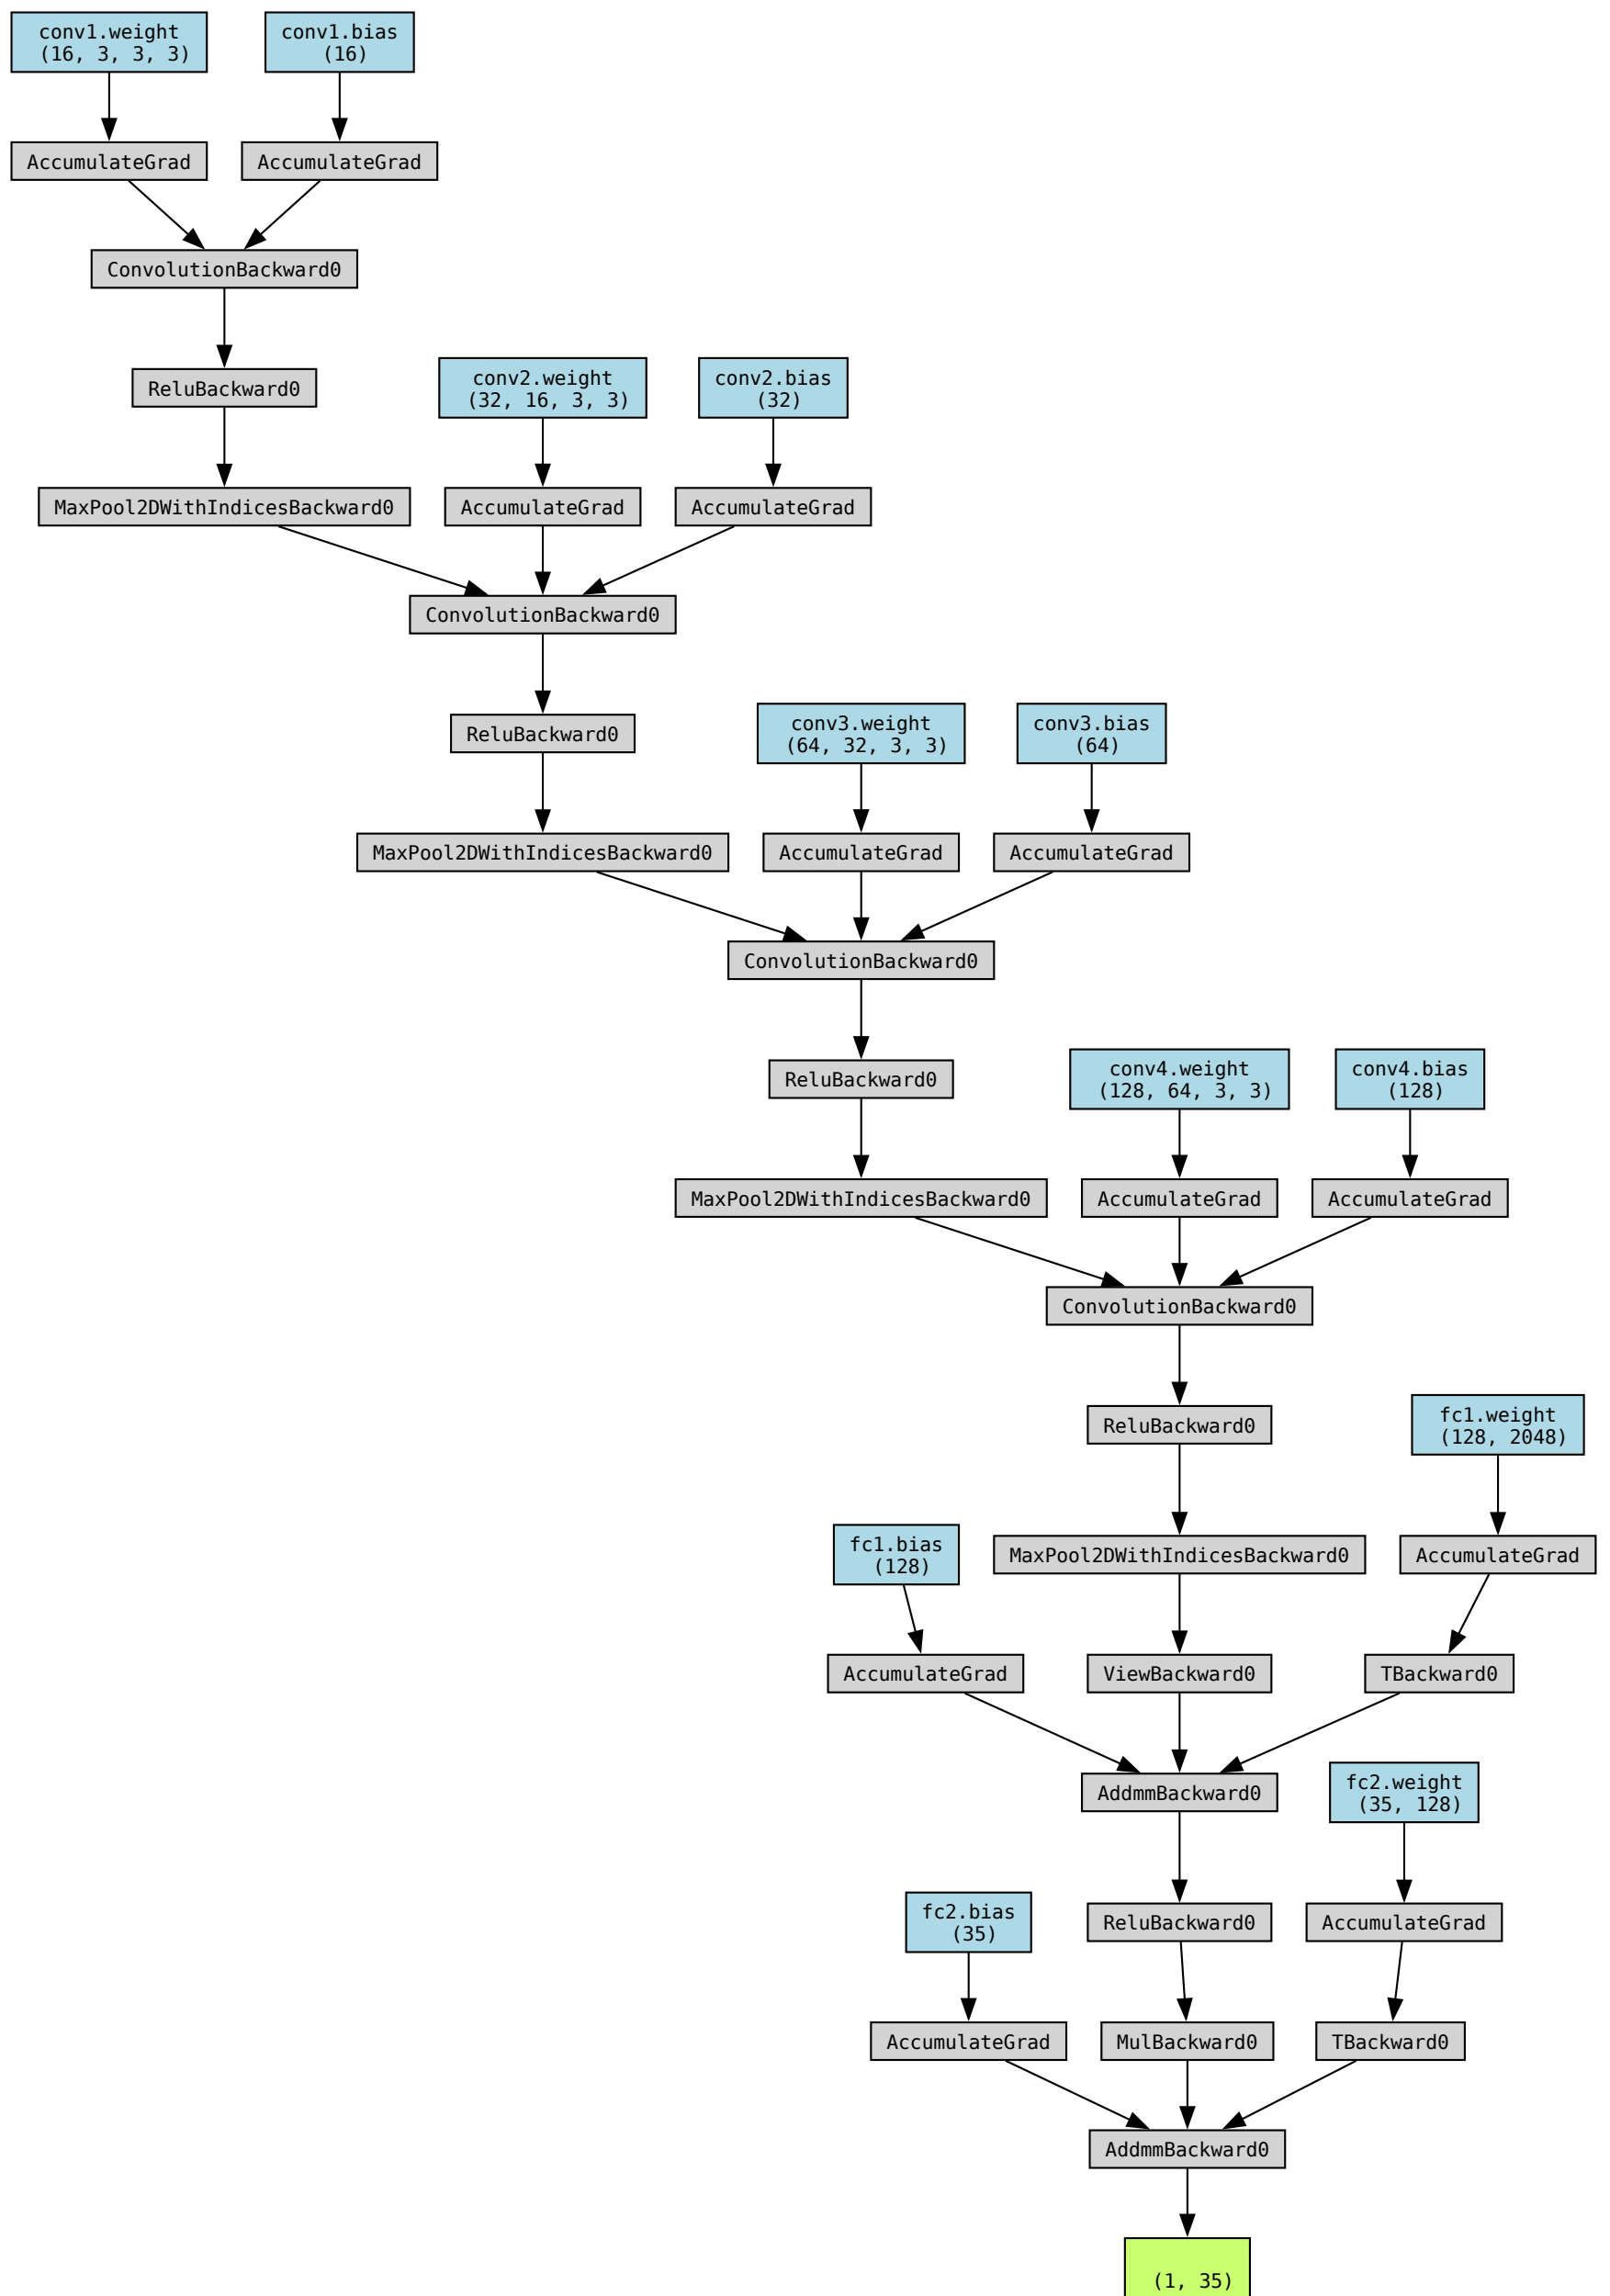 conv1.weight
(16, 3, 3, 3)
conv1.bias
(16)
AccumulateGrad
AccumulateGrad
ConvolutionBackward0
ReluBackward0
conv2.weight
(32, 16, 3, 3)
conv2.bias
(32)
MaxPool2DWithIndicesBackward0
AccumulateGrad
AccumulateGrad
ConvolutionBackward0
ReluBackward0
conv3.weight
(64, 32, 3, 3)
conv3.bias
(64)
MaxPool2DWithIndicesBackward0
AccumulateGrad
AccumulateGrad
ConvolutionBackward0
ReluBackward0
conv4.weight
(128, 64, 3, 3)
conv4.bias
(128)
MaxPool2DWithIndicesBackward0
AccumulateGrad
AccumulateGrad
ConvolutionBackward0
ReluBackward0
fc1.weight
(128, 2048)
fc1.bias
(128)
MaxPool2DWithIndicesBackward0
AccumulateGrad
AccumulateGrad
ViewBackward0
TBackward0
AddmmBackward0
fc2.weight
(35, 128)
fc2.bias
(35)
ReluBackward0
AccumulateGrad
AccumulateGrad
MulBackward0
TBackward0
AddmmBackward0
(1, 35)